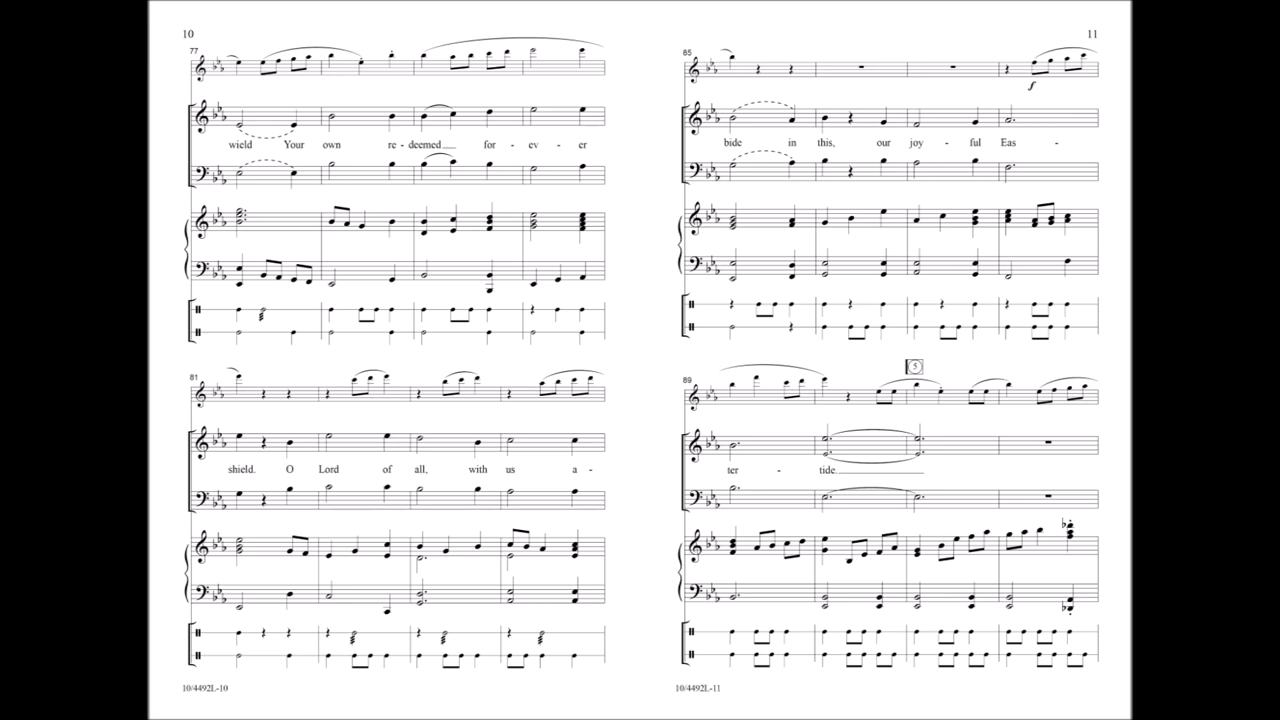 10
77
wield Your own re - deemed for - ev - er
81
shield. O Lord of all, with us a -
10/4492L-10
11
85
f
bide in this, our joy - ful Eas -
89
5
ter - tide.
10/4492L-11